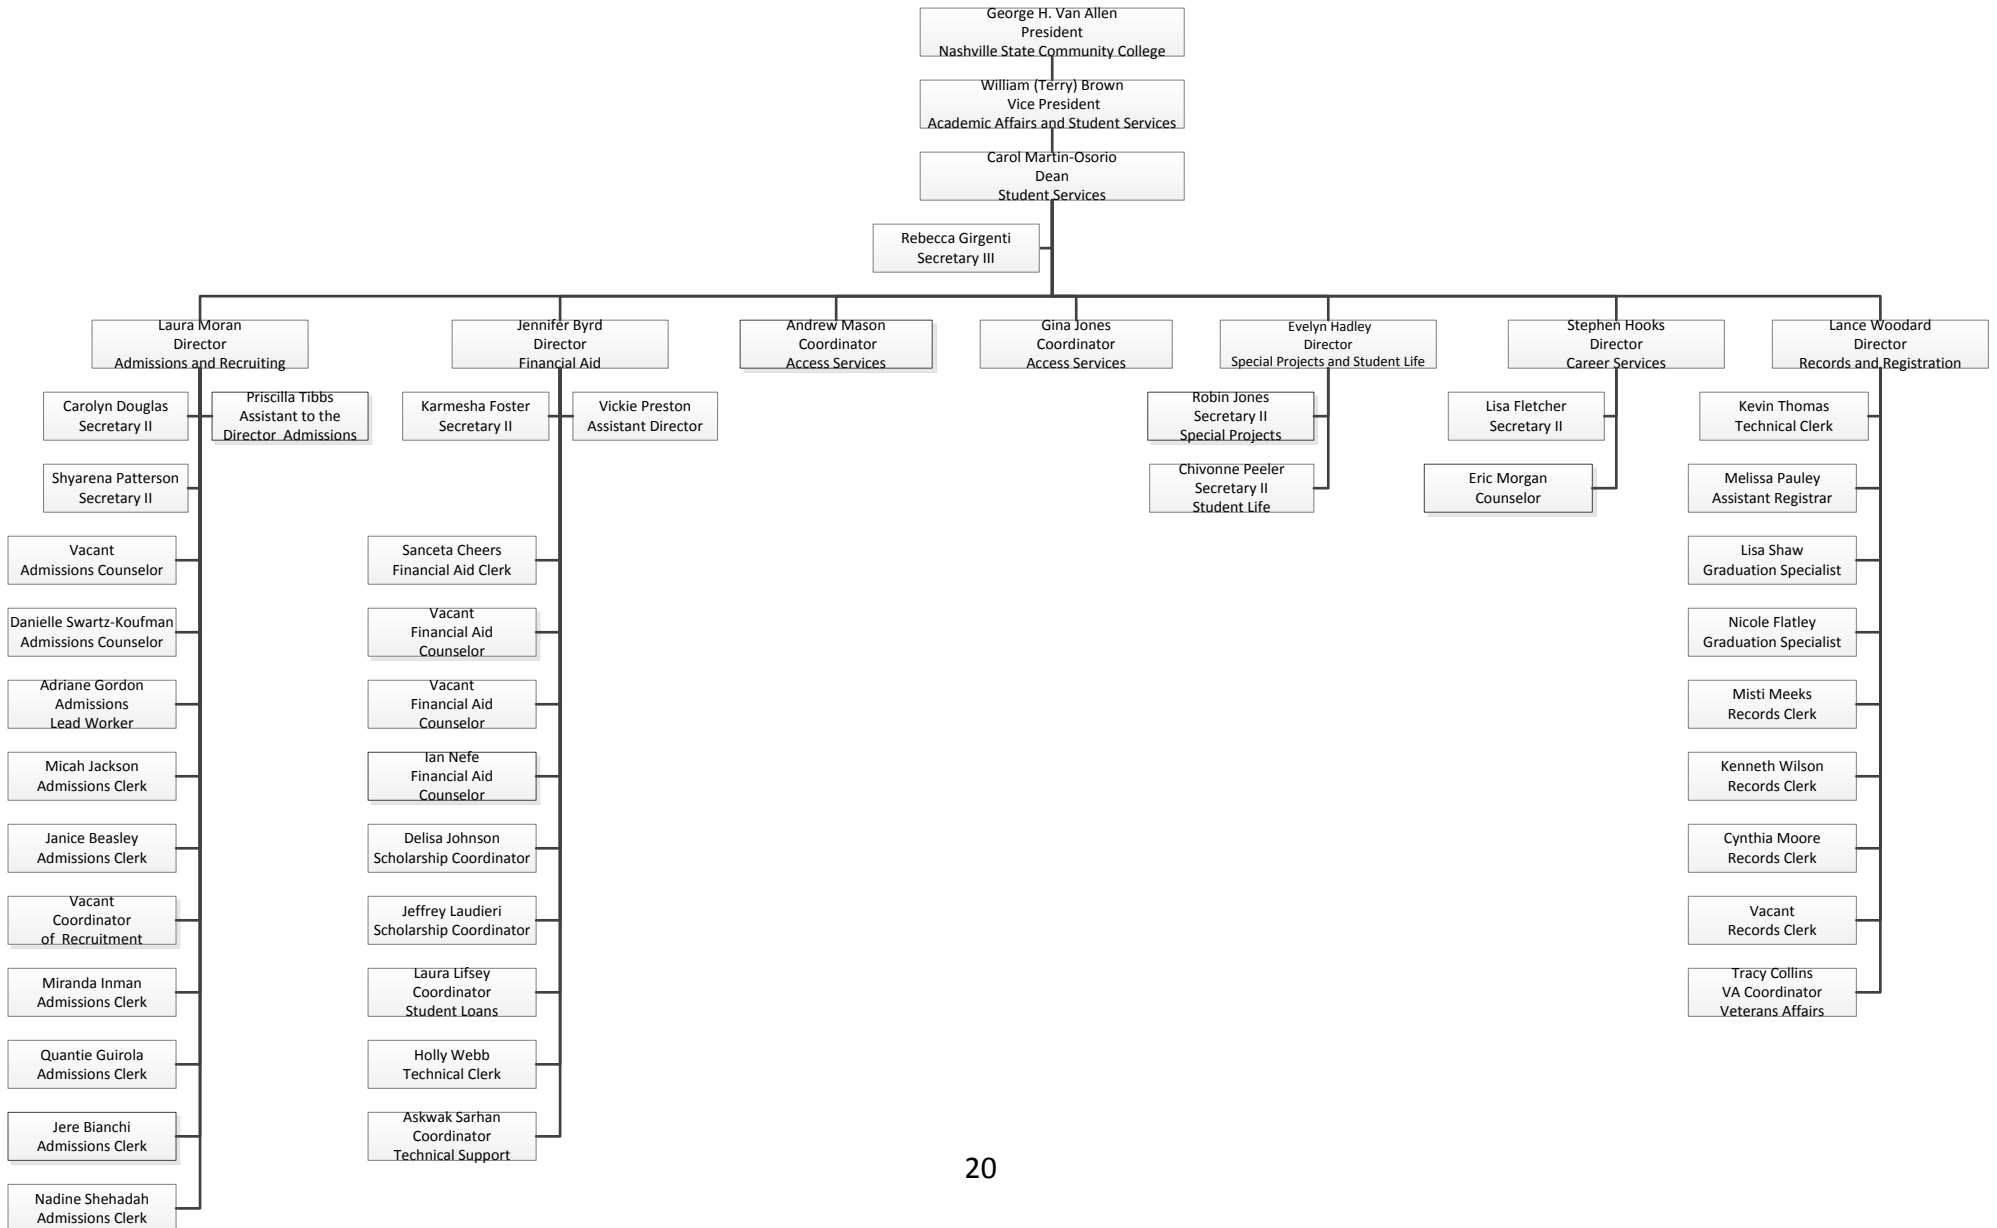 George H. Van Allen
President
Nashville State Community College
William (Terry) Brown
Vice President
Academic Affairs and Student Services
Carol Martin-Osorio
Dean
Student Services
Rebecca Girgenti
Secretary III
Laura Moran
Director
Admissions and Recruiting
Jennifer Byrd
Director
Financial Aid
Andrew Mason
Coordinator
Access Services
Gina Jones
Coordinator
Access Services
Evelyn Hadley
Director
Special Projects and Student Life
Stephen Hooks
Director
Career Services
Lance Woodard
Director
Records and Registration
Carolyn Douglas
Secretary II
Priscilla Tibbs
Assistant to the
Director Admissions
Shyarena Patterson
Secretary II
Vacant
Admissions Counselor
Danielle Swartz-Koufman
Admissions Counselor
Adriane Gordon
Admissions
Lead Worker
Micah Jackson
Admissions Clerk
Janice Beasley
Admissions Clerk
Vacant
Coordinator
of Recruitment
Miranda Inman
Admissions Clerk
Quantie Guirola
Admissions Clerk
Jere Bianchi
Admissions Clerk
Nadine Shehadah
Admissions Clerk
Karmesha Foster
Secretary II
Vickie Preston
Assistant Director
Sanceta Cheers
Financial Aid Clerk
Vacant
Financial Aid
Counselor
Vacant
Financial Aid
Counselor
Ian Nefe
Financial Aid
Counselor
Delisa Johnson
Scholarship Coordinator
Jeffrey Laudieri
Scholarship Coordinator
Laura Lifsey
Coordinator
Student Loans
Holly Webb
Technical Clerk
Askwak Sarhan
Coordinator
Technical Support
Robin Jones
Secretary II
Special Projects
Chivonne Peeler
Secretary II
Student Life
Lisa Fletcher
Secretary II
Eric Morgan
Counselor
Kevin Thomas
Technical Clerk
Melissa Pauley
Assistant Registrar
Lisa Shaw
Graduation Specialist
Nicole Flatley
Graduation Specialist
Misti Meeks
Records Clerk
Kenneth Wilson
Records Clerk
Cynthia Moore
Records Clerk
Vacant
Records Clerk
Tracy Collins
VA Coordinator
Veterans Affairs
20